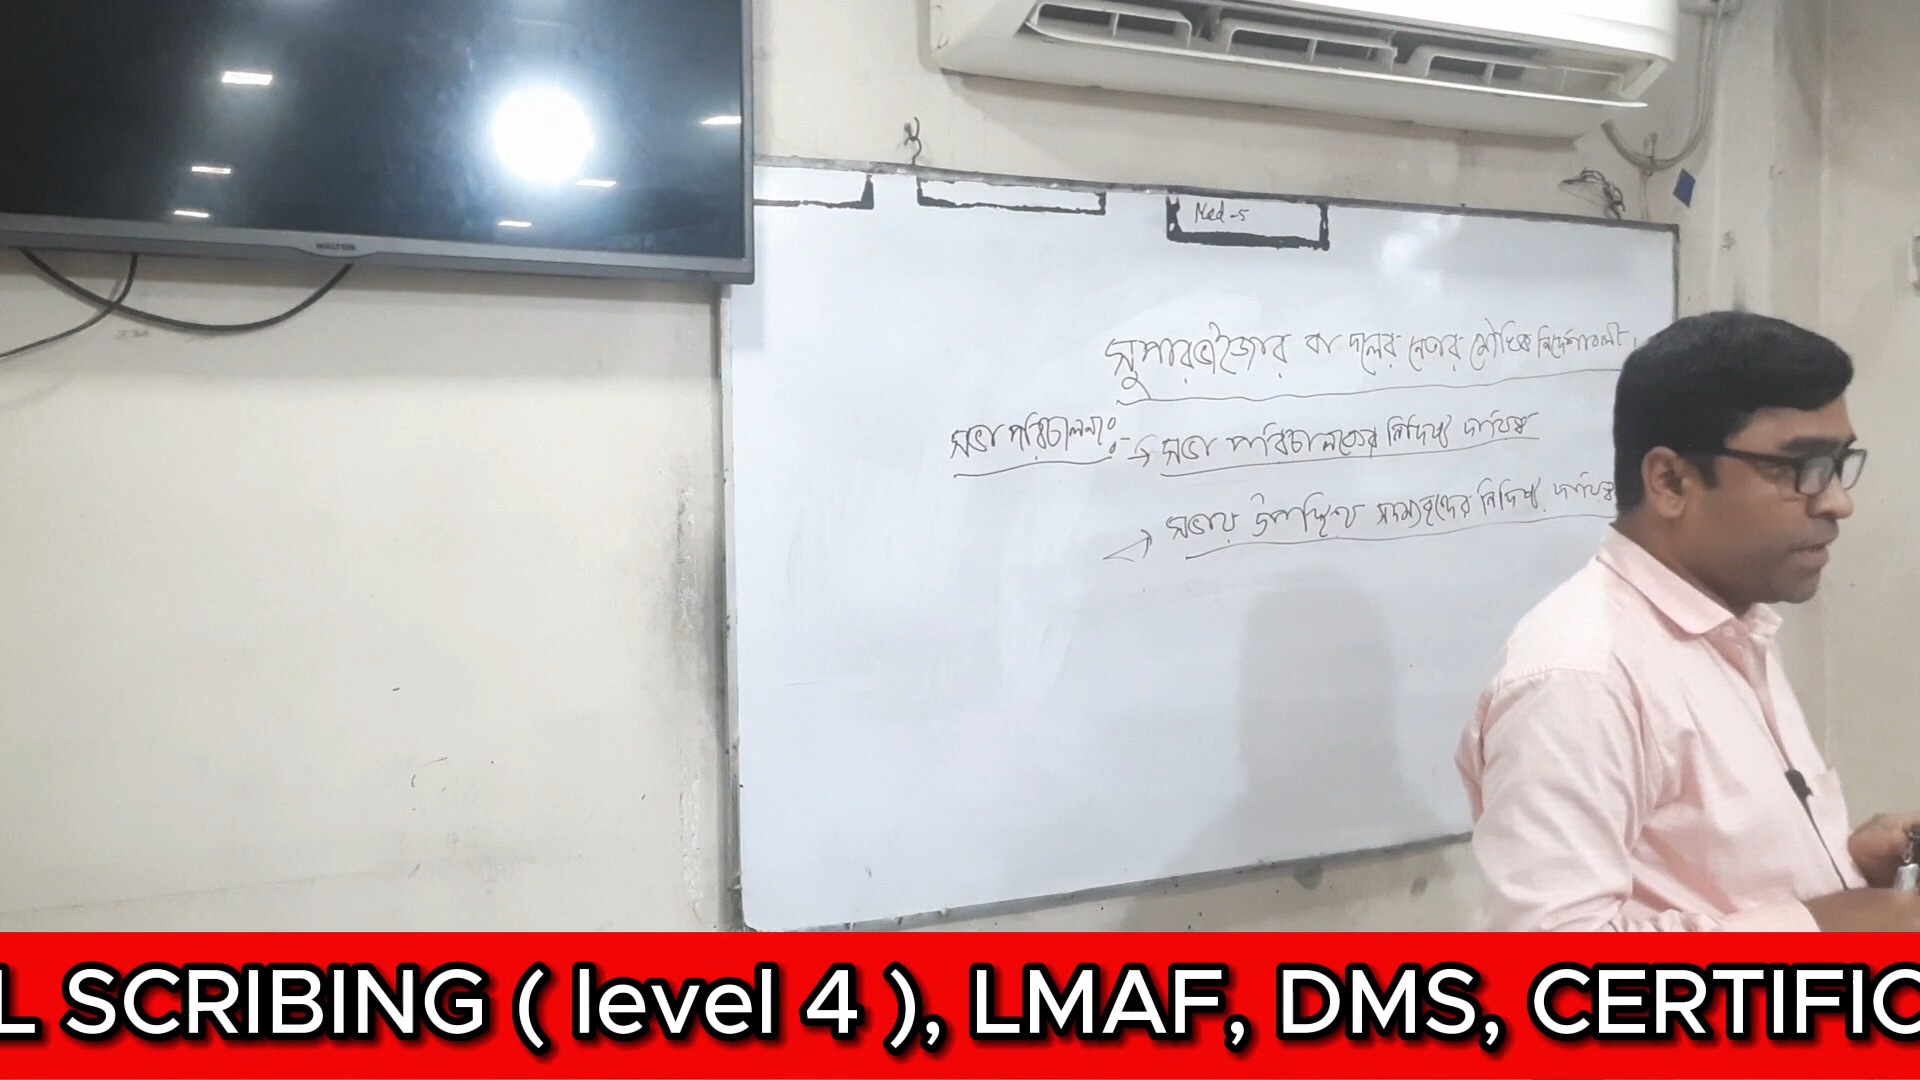 WALTON
Med-5
সুপারভাইজার বা দলের নেতার মৌখিক নির্দেশাবলী।
সভা পরিচালনাঃ- → সভা পরিচালকের নির্দিষ্ট দায়িত্ব
→ সভায় উপস্থিত সদস্যবৃন্দের নির্দিষ্ট দায়িত্ব
L SCRIBING ( level 4 ), LMAF, DMS, CERTIFIC